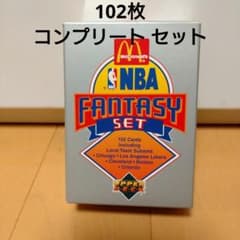 102枚
コンプリート セット
McDonald's
NBA
FANTASY
SET
102 Cards
Including
Local Team Subsets
• Chicago • Los Angeles Lakers
• Cleveland • Boston
• Orlando
UPPER DECK